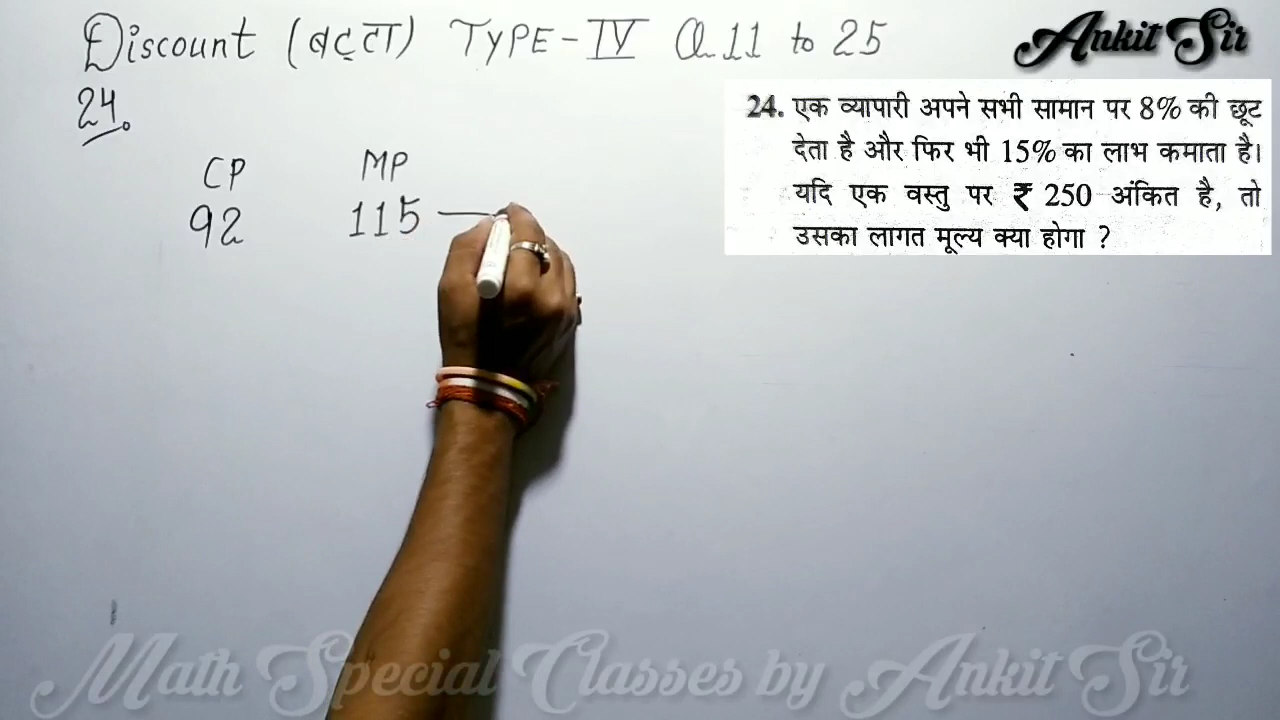 Discount (बट्टा) TYPE-IV Q.11 to 25
Ankit Sir
24.
24. एक व्यापारी अपने सभी सामान पर 8% की छूट
देता है और फिर भी 15% का लाभ कमाता है।
यदि एक वस्तु पर ₹ 250 अंकित है, तो
उसका लागत मूल्य क्या होगा ?
CP MP
92 115
Math Special Classes by Ankit Sir